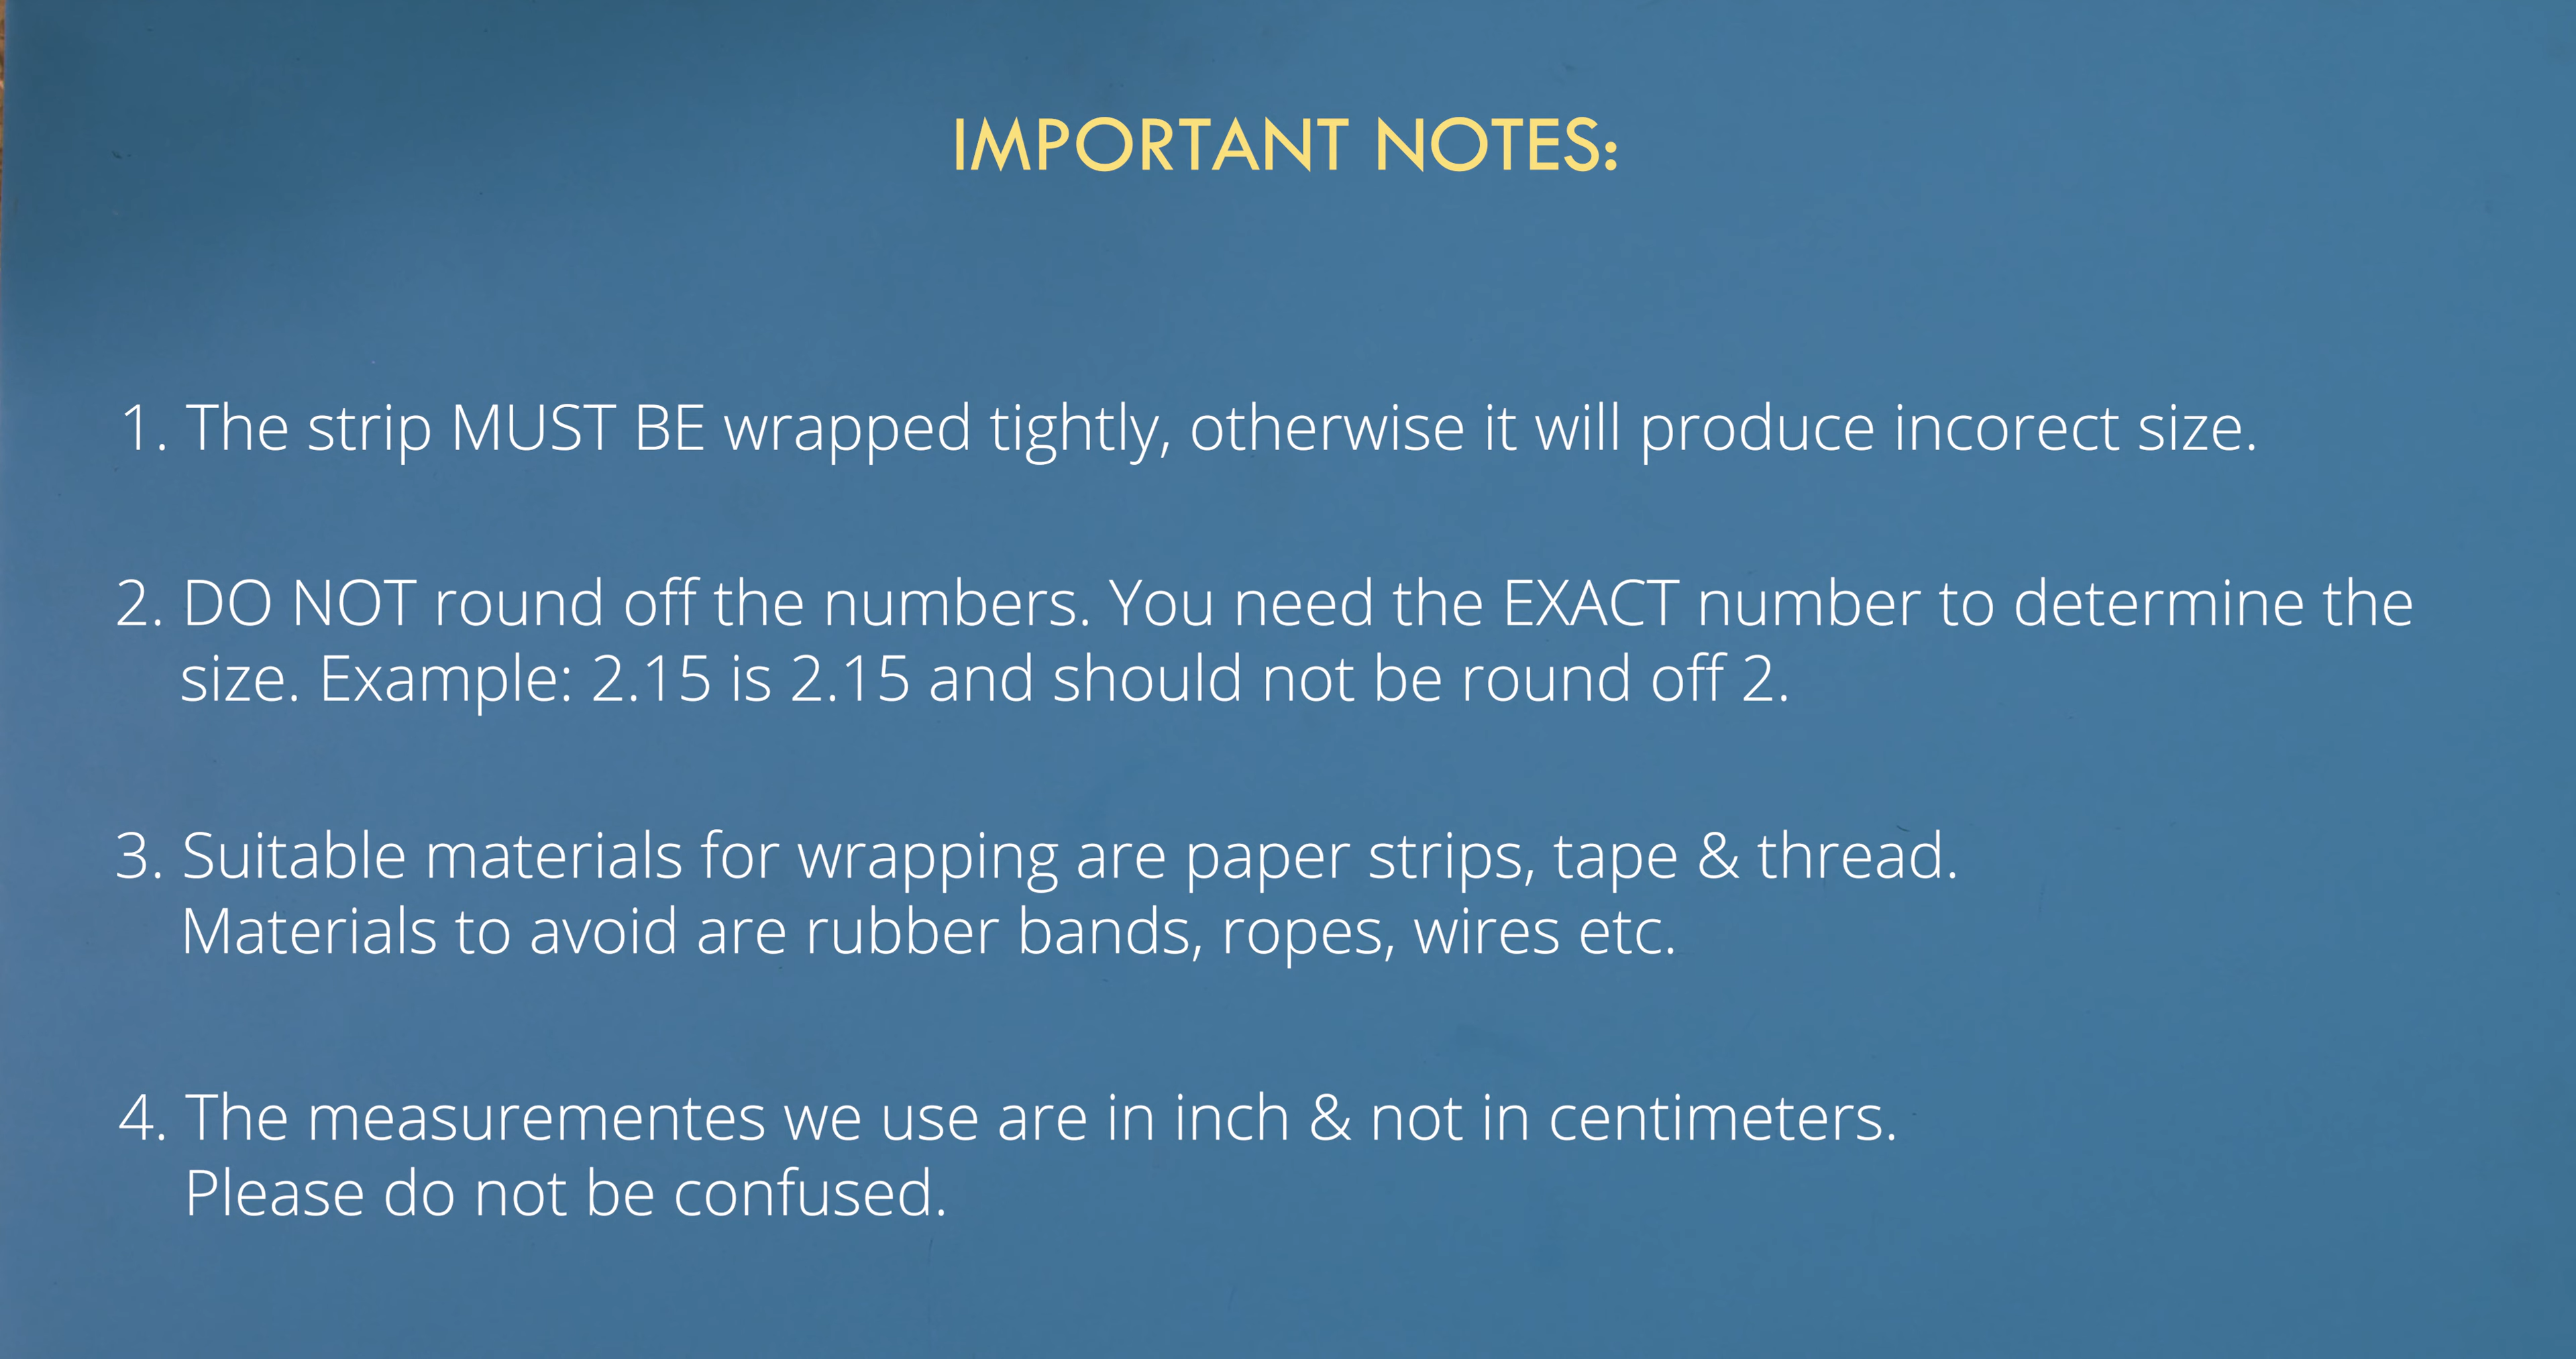 IMPORTANT NOTES:
1. The strip MUST BE wrapped tightly, otherwise it will produce incorect size.
2. DO NOT round off the numbers. You need the EXACT number to determine the
size. Example: 2.15 is 2.15 and should not be round off 2.
3. Suitable materials for wrapping are paper strips, tape & thread.
Materials to avoid are rubber bands, ropes, wires etc.
4. The measurementes we use are in inch & not in centimeters.
Please do not be confused.